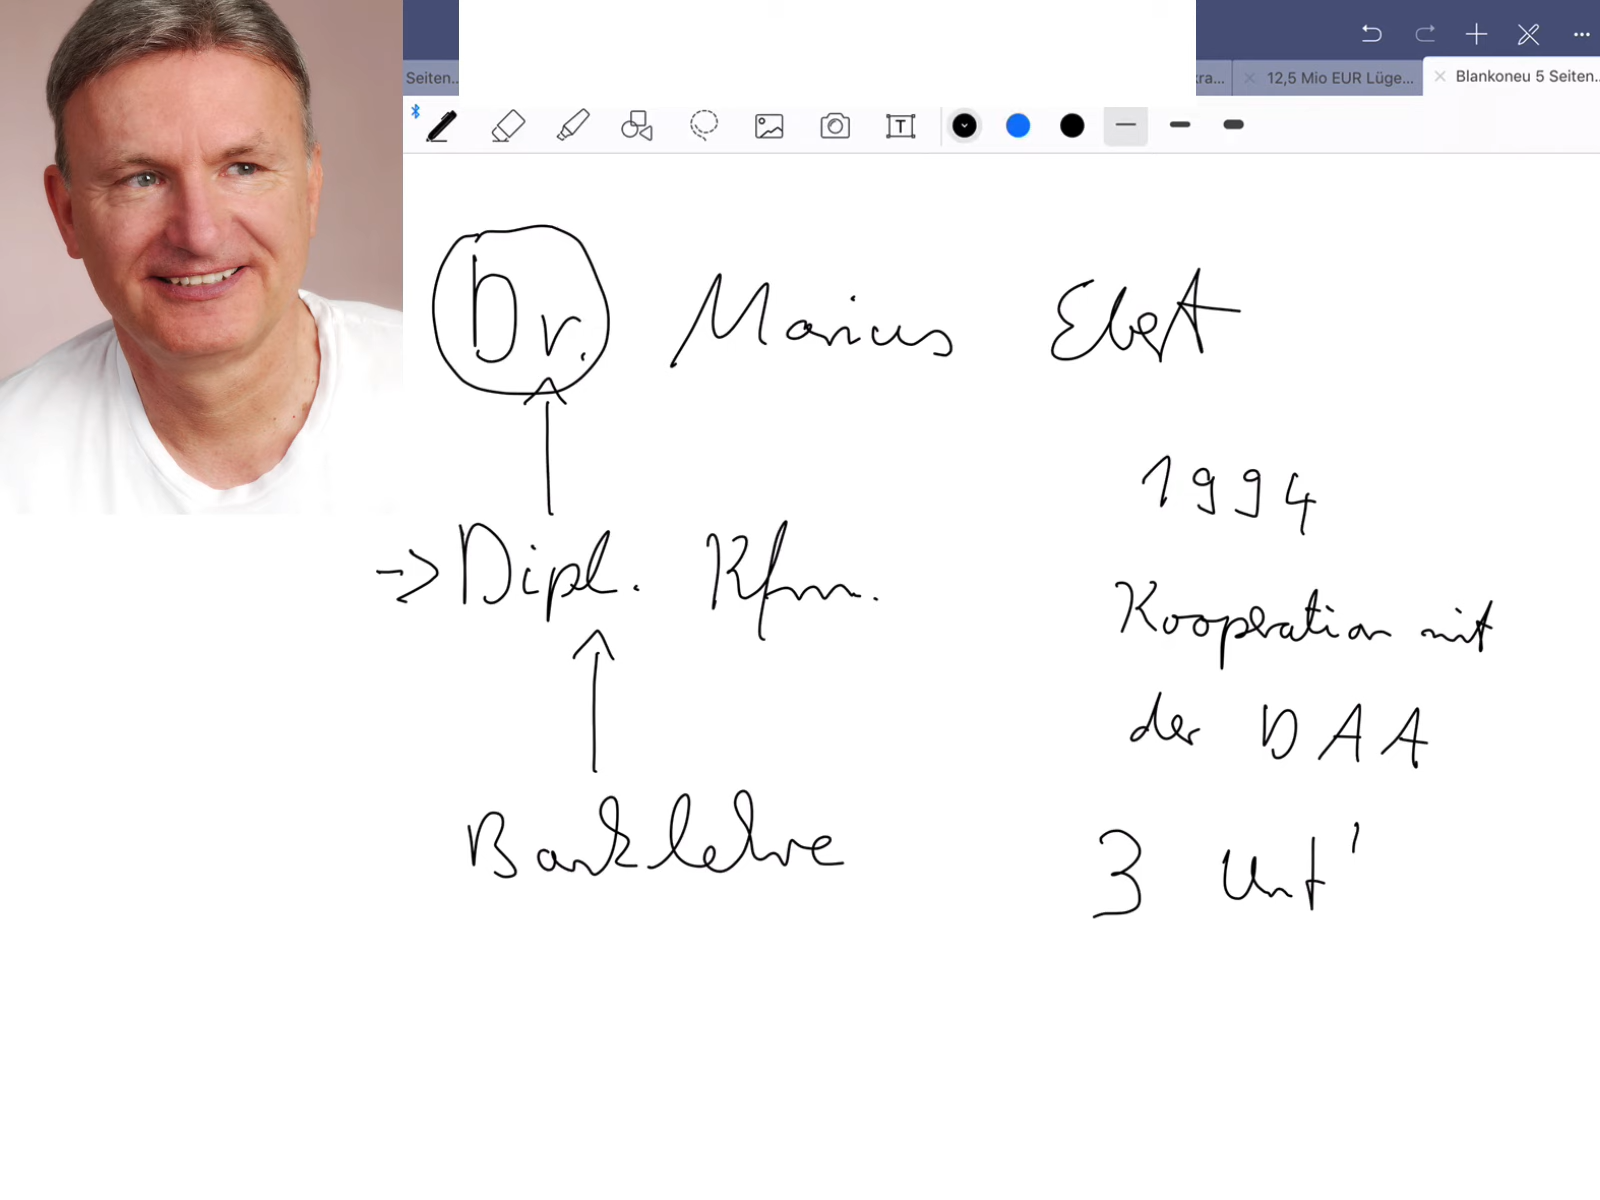 Seiten...
kra...
12,5 Mio EUR Lüge...
Blankoneu 5 Seiten...
T
Dr. Marius Ebert
1994
-> Dipl. Kfm.
Kooperation mit
der DAA
Banklehre
3 Unt'